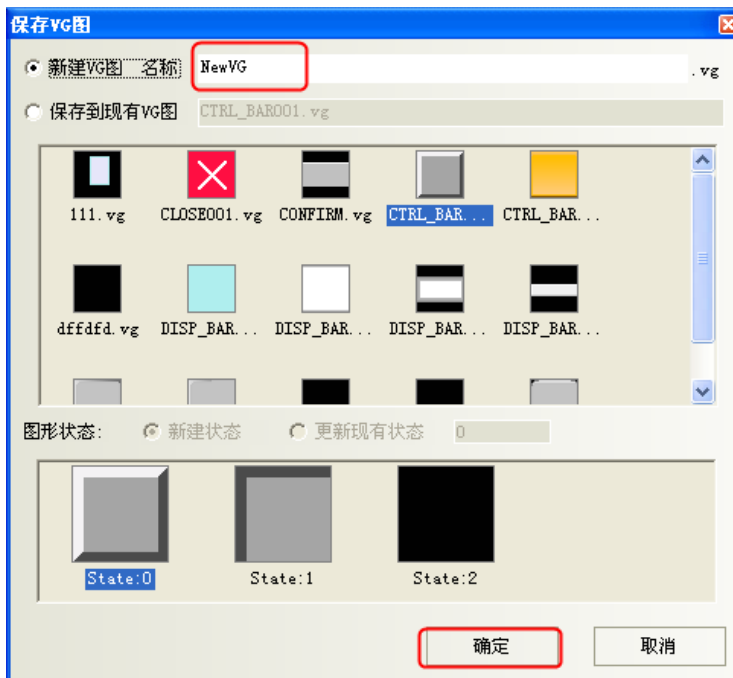 保存VG图
新建VG图 名称 NewVG .vg
保存到现有VG图 CTRL_BAR001.vg
111.vg CLOSE001.vg CONFIRM.vg CTRL_BAR... CTRL_BAR...
dffdfd.vg DISP_BAR... DISP_BAR... DISP_BAR... DISP_BAR...
图形状态: 新建状态 更新现有状态 0
State:0 State:1 State:2
确定 取消